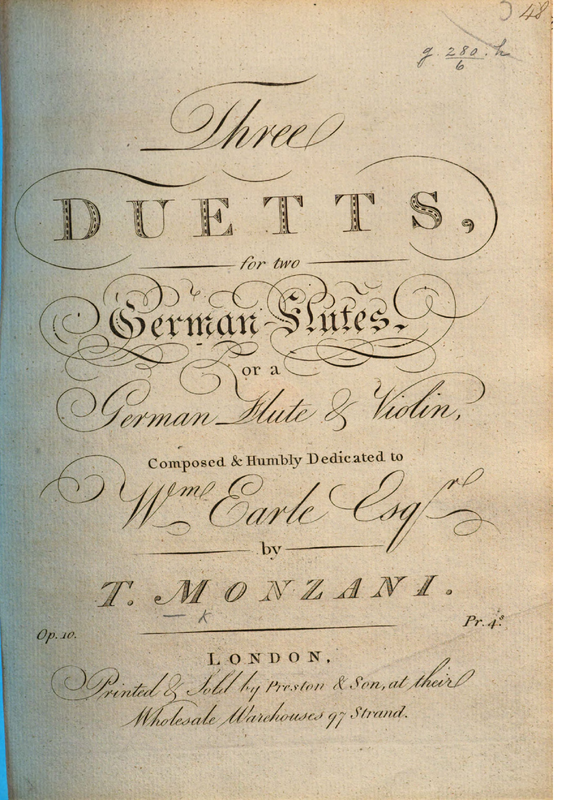 48
g. 280/6. h
Three
DUETTS,
for two
German Flutes.
or a
German Flute & Violin,
Composed & Humbly Dedicated to
Wm Earle Esqr
by
T. MONZANI.
K
Op. 10.
Pr. 4s.
LONDON,
Printed & Sold by Preston & Son, at their
Wholesale Warehouses 97 Strand.